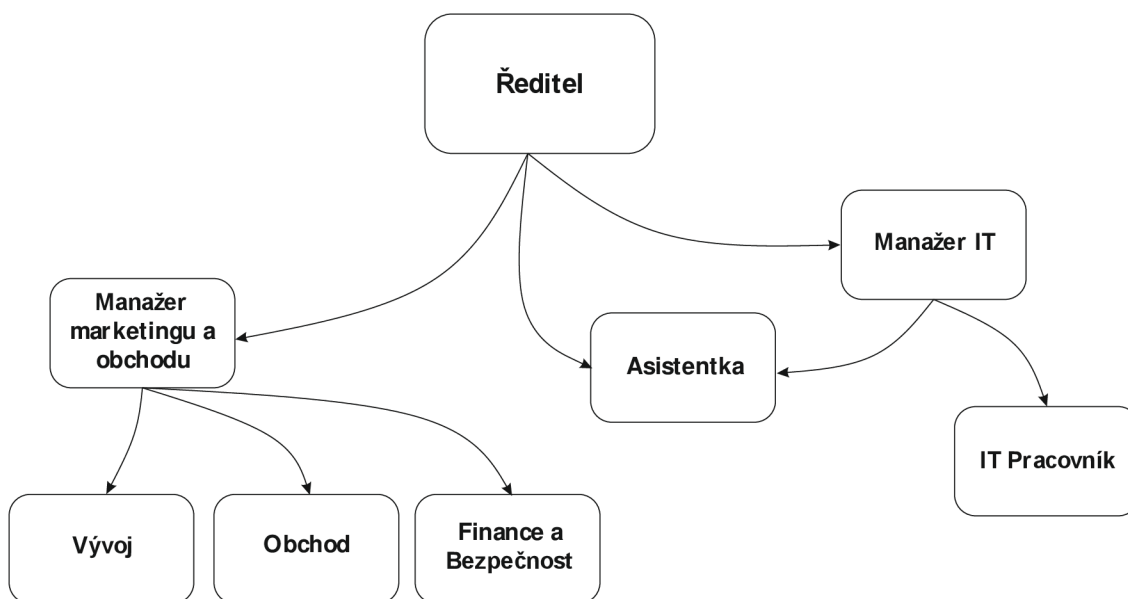 Ředitel
Manažer IT
Manažer
marketingu a
obchodu
Asistentka
IT Pracovník
Vývoj
Obchod
Finance a
Bezpečnost